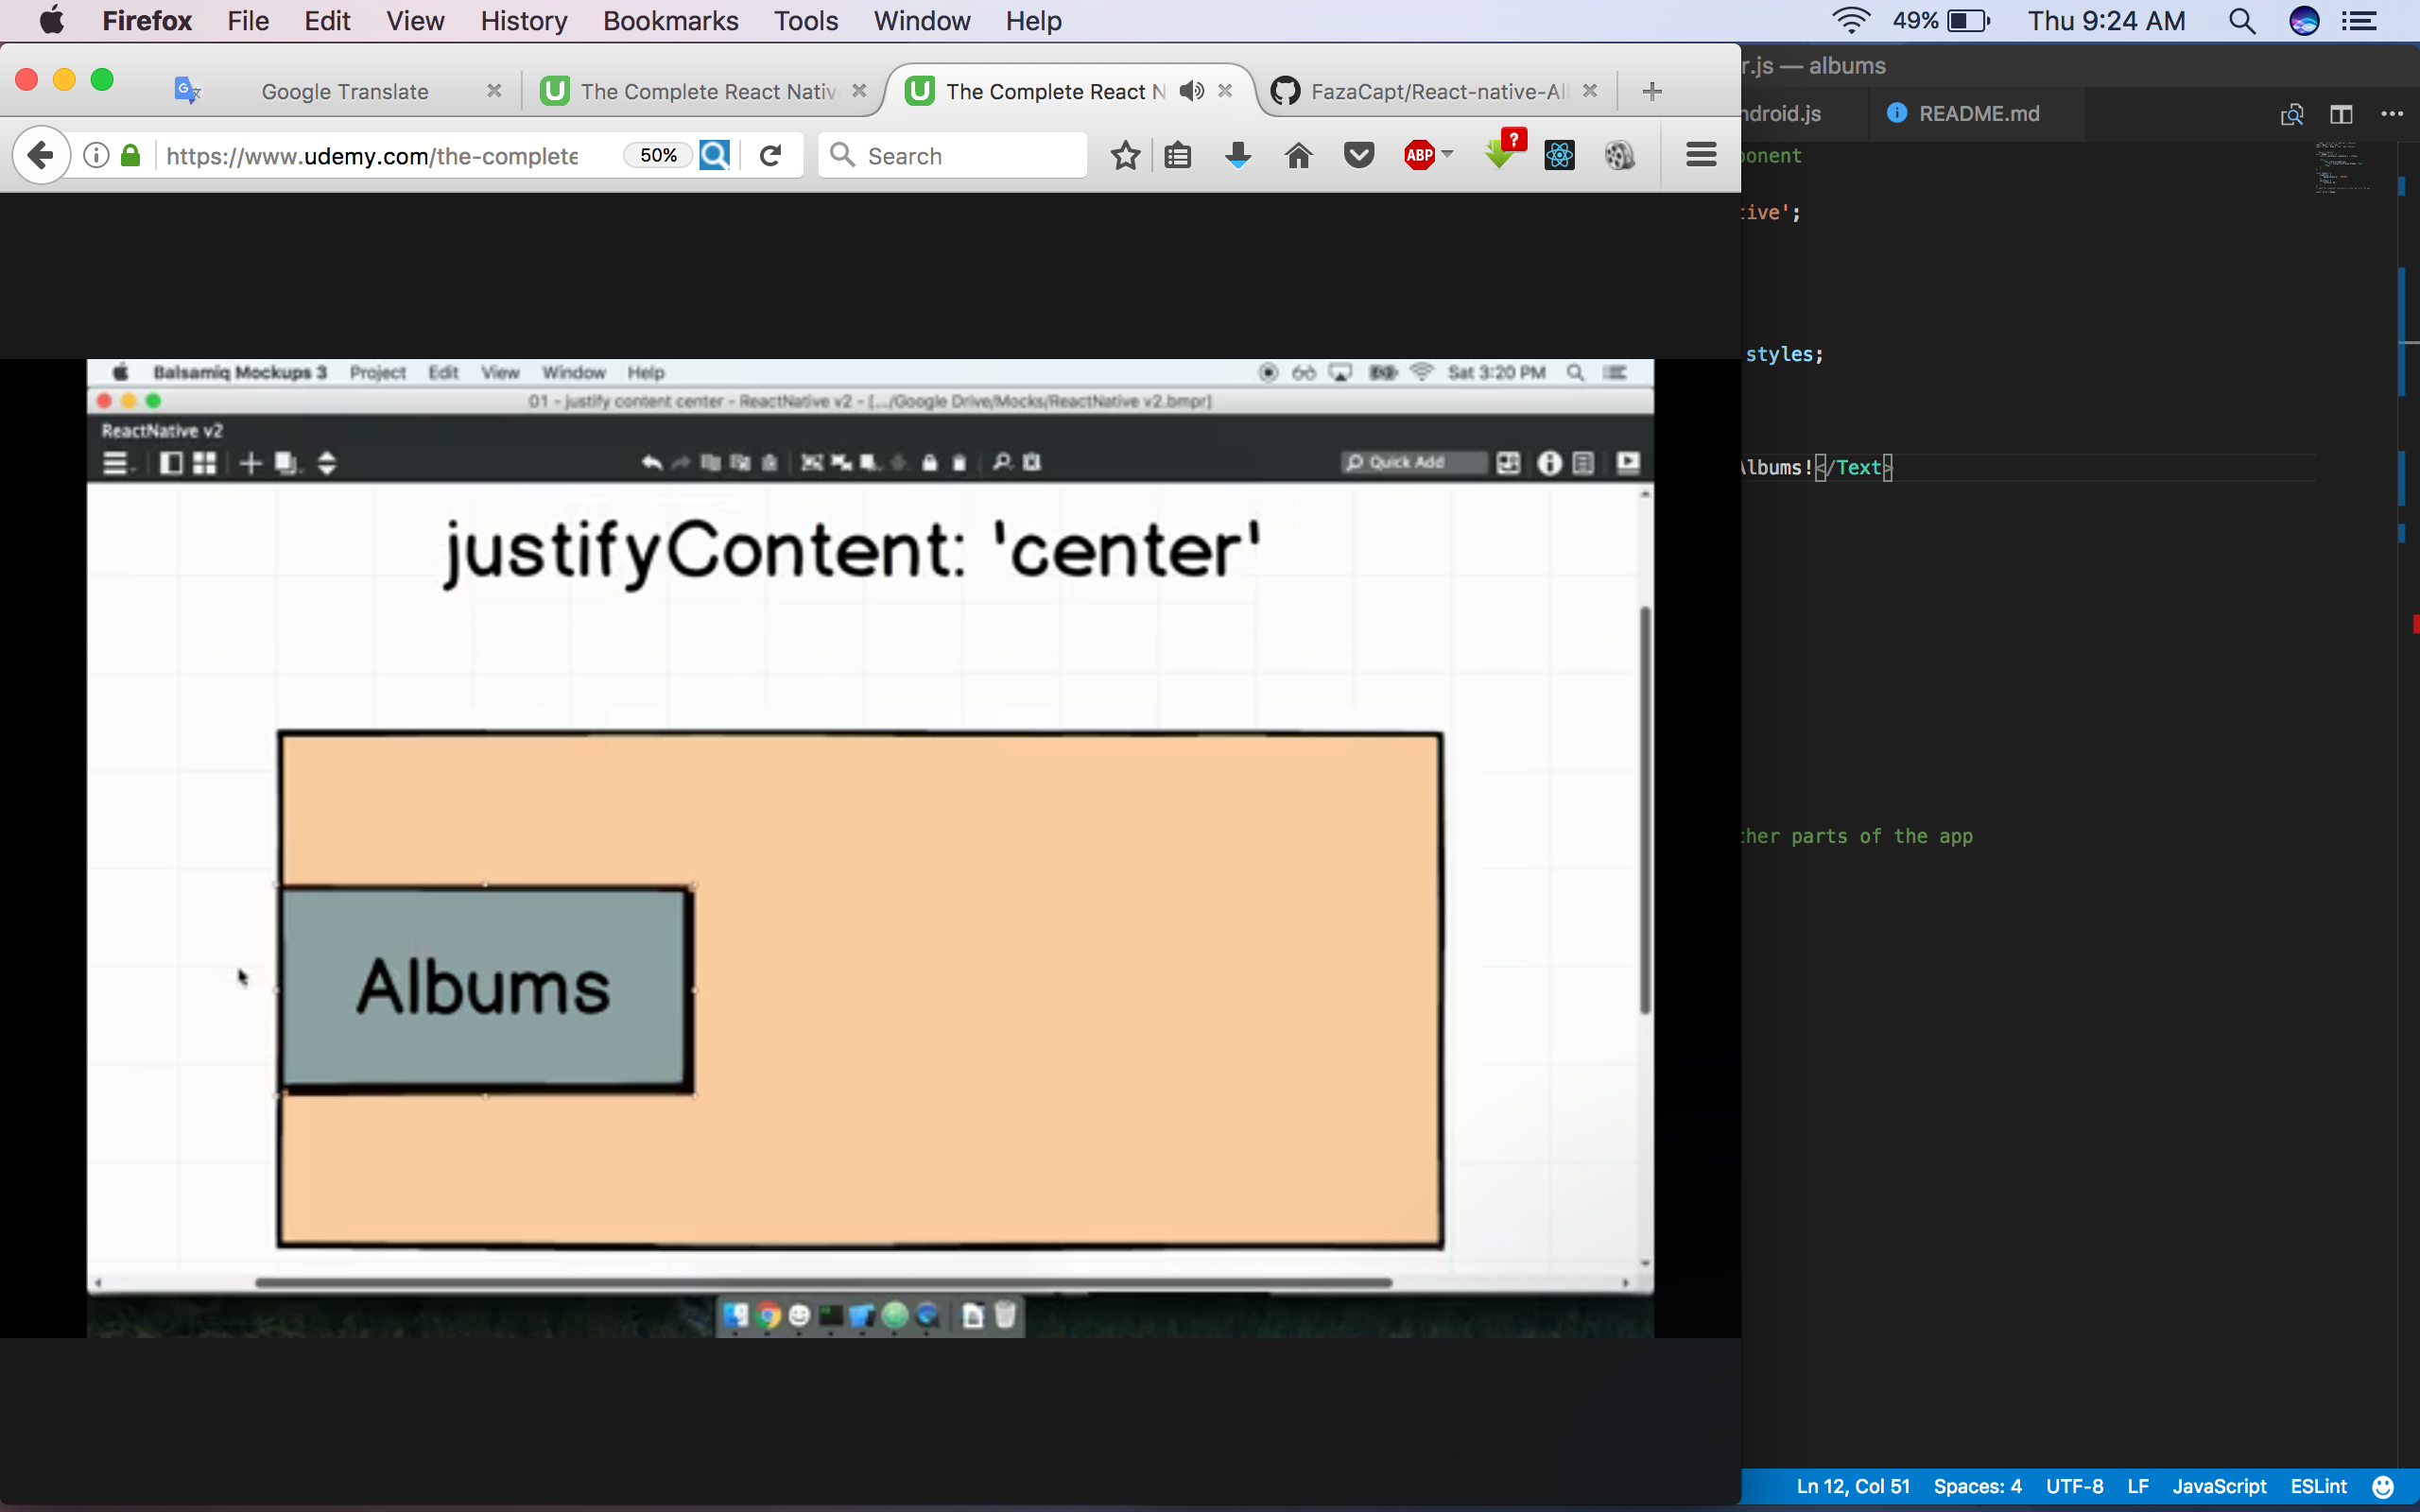 Firefox File Edit View History Bookmarks Tools Window Help 49% Thu 9:24 AM
Google Translate The Complete React Nativ The Complete React N FazaCapt/React-native-Al
https://www.udemy.com/the-complete 50% Search ABP ?
r.js — albums
ndroid.js README.md
ponent
tive';
styles;
Albums!</Text>
ther parts of the app
Balsamiq Mockups 3 Project Edit View Window Help Sat 3:20 PM
01 - justify content center - ReactNative v2 - [.../Google Drive/Mocks/ReactNative v2.bmpr]
ReactNative v2
Quick Add
justifyContent: 'center'
Albums
Ln 12, Col 51 Spaces: 4 UTF-8 LF JavaScript ESLint